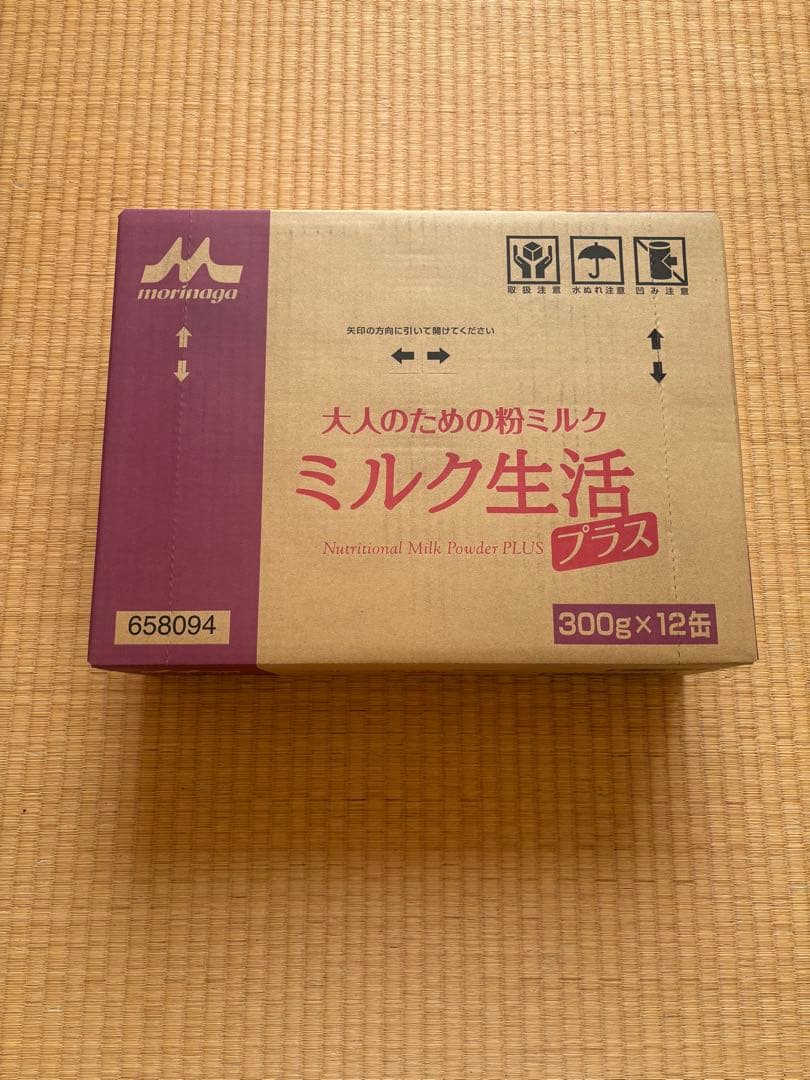 morinaga
取扱注意 水ぬれ注意 凹み注意
矢印の方向に引いて開けてください
大人のための粉ミルク
ミルク生活
プラス
Nutritional Milk Powder PLUS
658094
300g×12缶